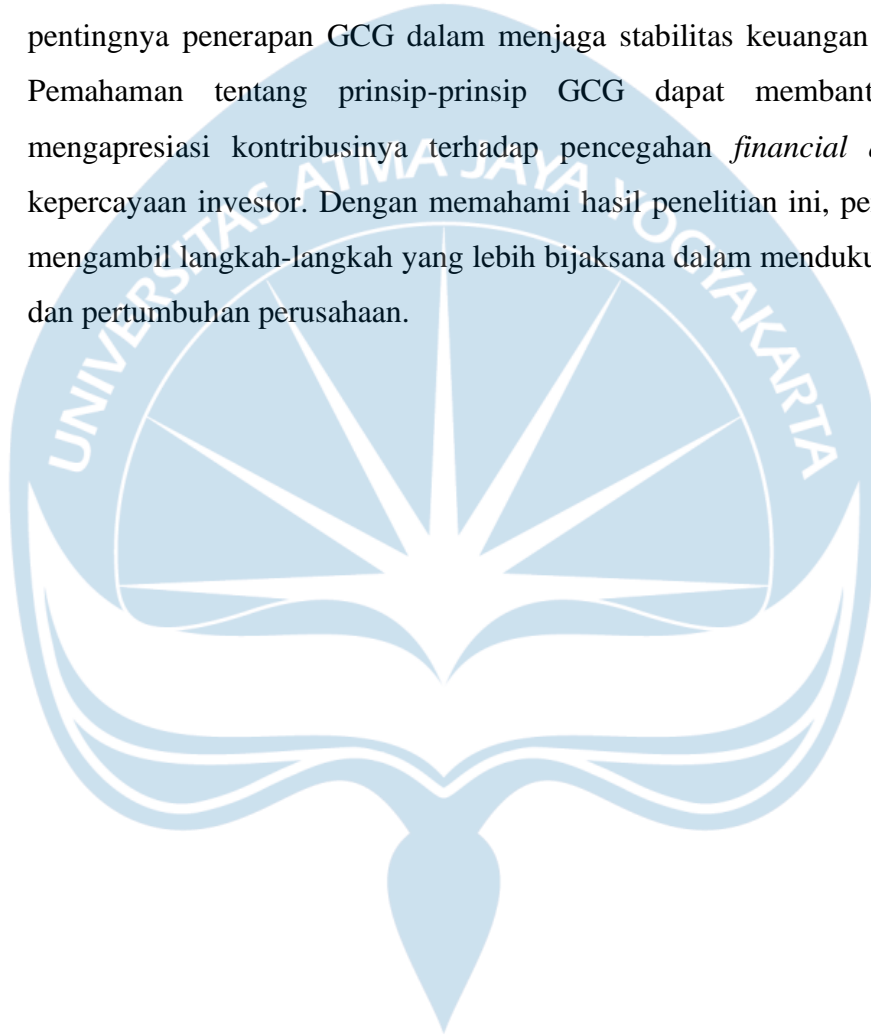 pentingnya penerapan GCG dalam menjaga stabilitas keuangan
Pemahaman tentang prinsip-prinsip GCG dapat
mengapresiasi kontribusinya terhadap pencegahan financial
kepercayaan investor. Dengan memahami hasil penelitian ini,
mengambil langkah-langkah yang lebih bijaksana dalam
dan pertumbuhan perusahaan.
UNIVERSITAS ATMA JAYA YOGYAKARTA